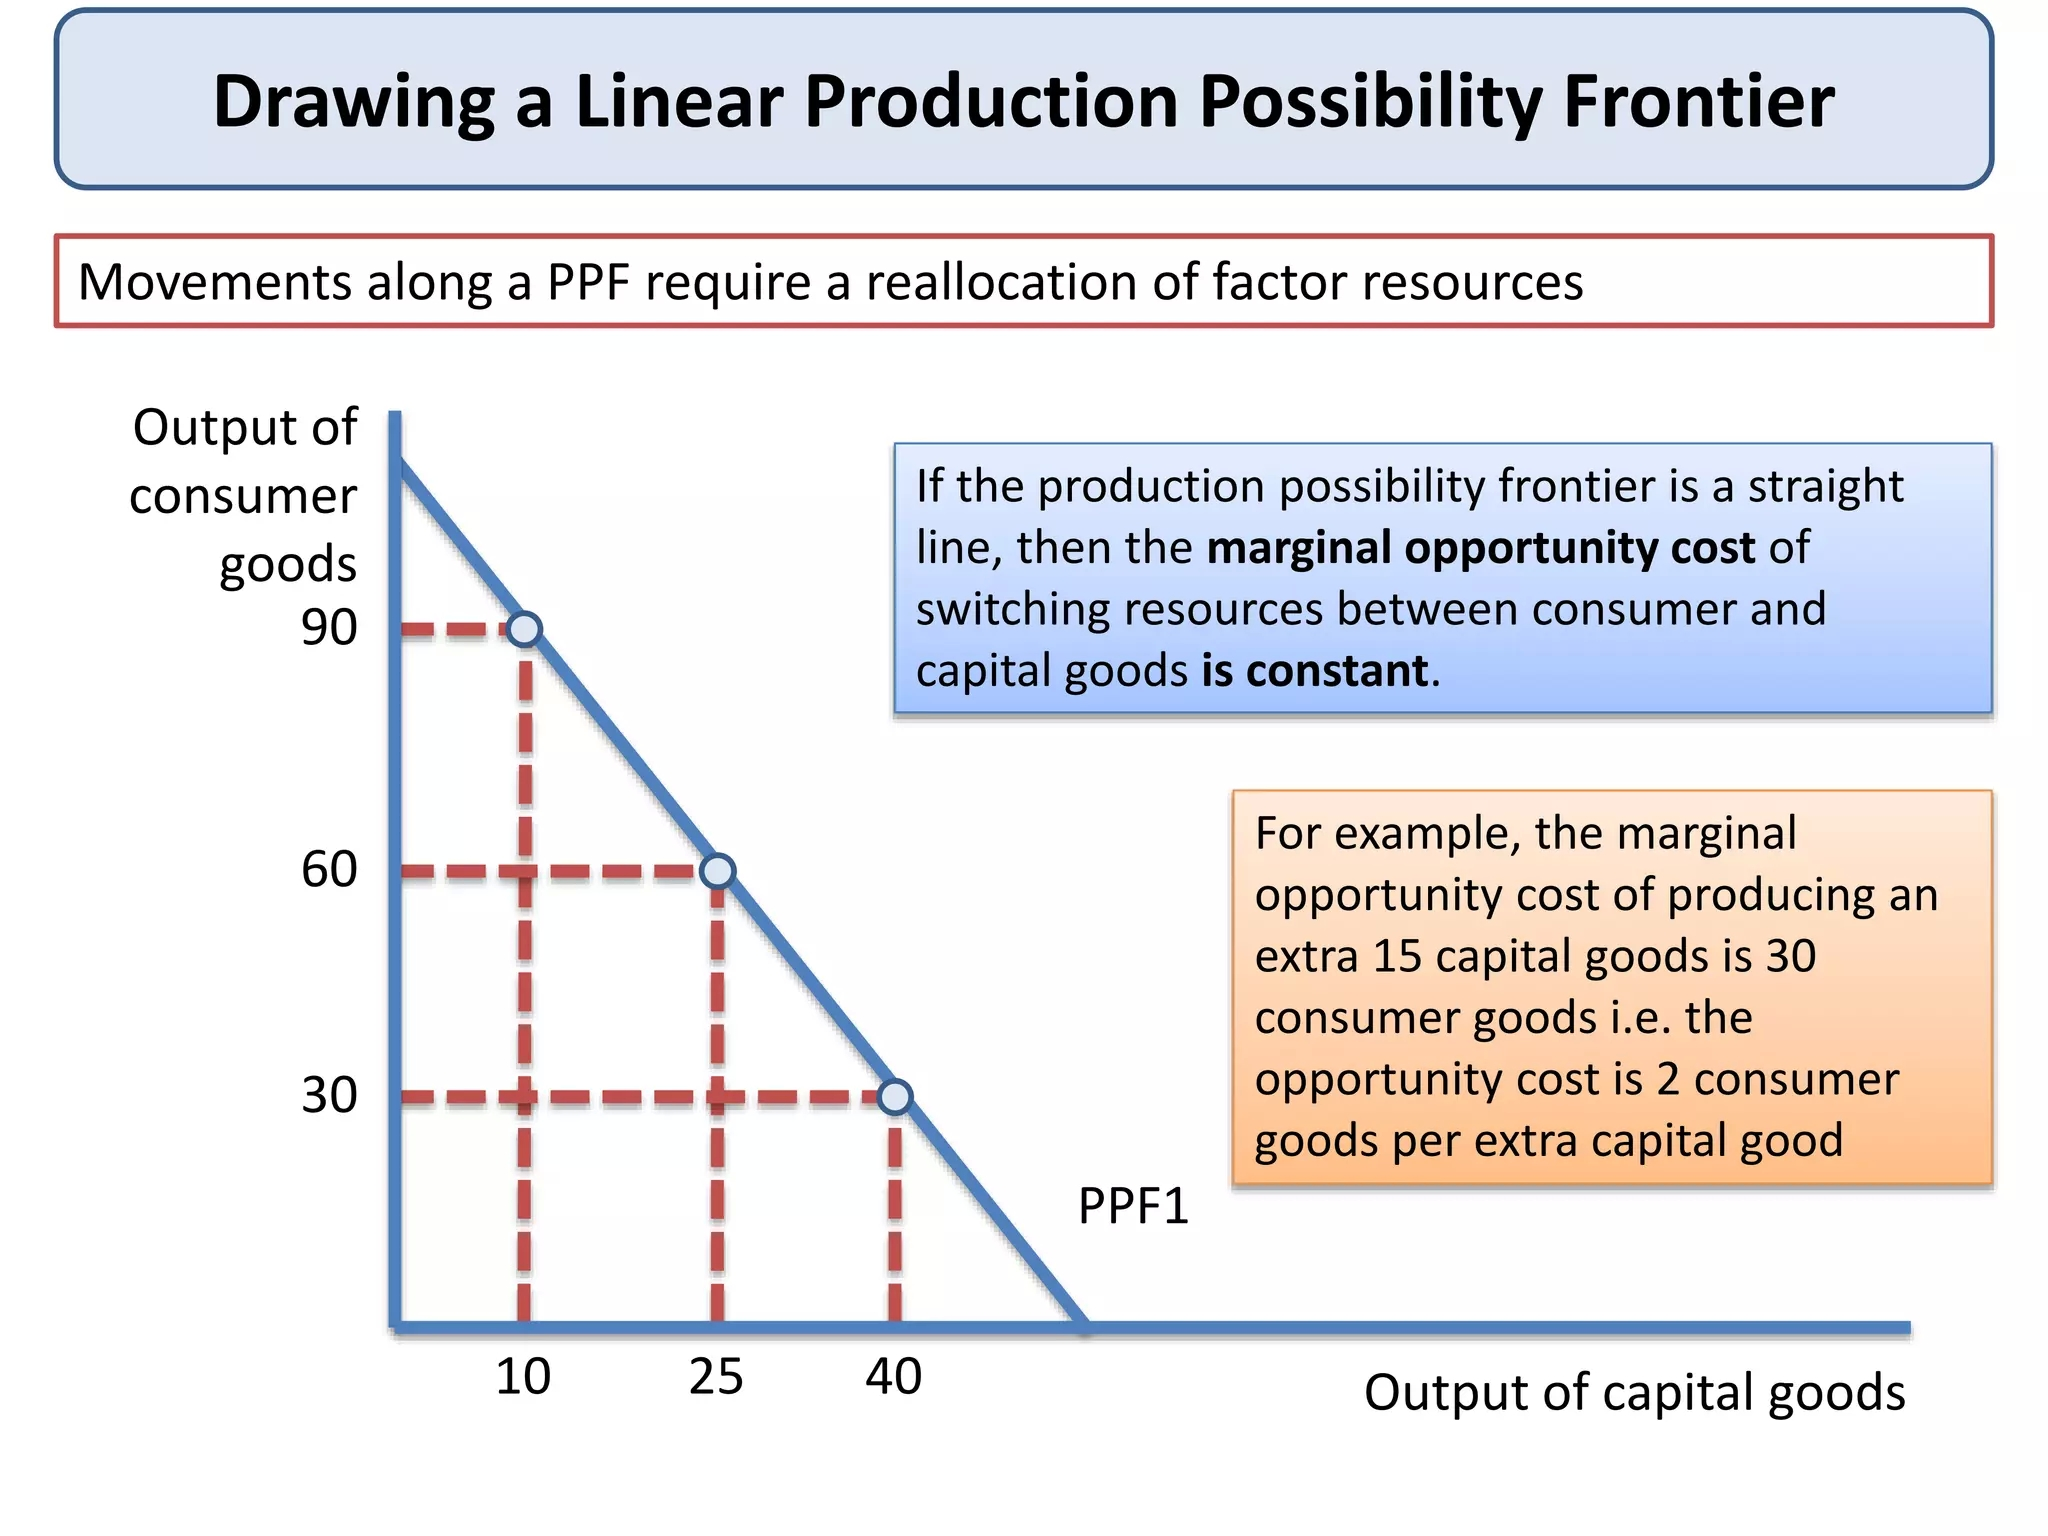 Drawing a Linear Production Possibility Frontier
Movements along a PPF require a reallocation of factor resources
Output of
consumer
goods
90
60
30
If the production possibility frontier is a straight
line, then the marginal opportunity cost of
switching resources between consumer and
capital goods is constant.
For example, the marginal
opportunity cost of producing an
extra 15 capital goods is 30
consumer goods i.e. the
opportunity cost is 2 consumer
goods per extra capital good
PPF1
10 25 40
Output of capital goods